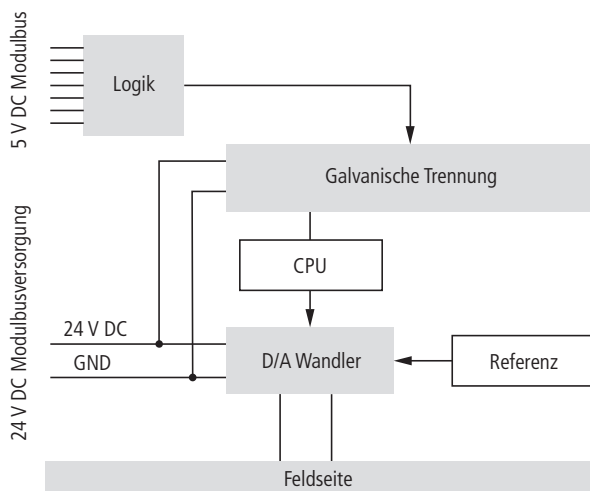 5 V DC Modulbus
Logik
Galvanische Trennung
CPU
24 V DC Modulbusversorgung
24 V DC
GND
D/A Wandler
Referenz
Feldseite